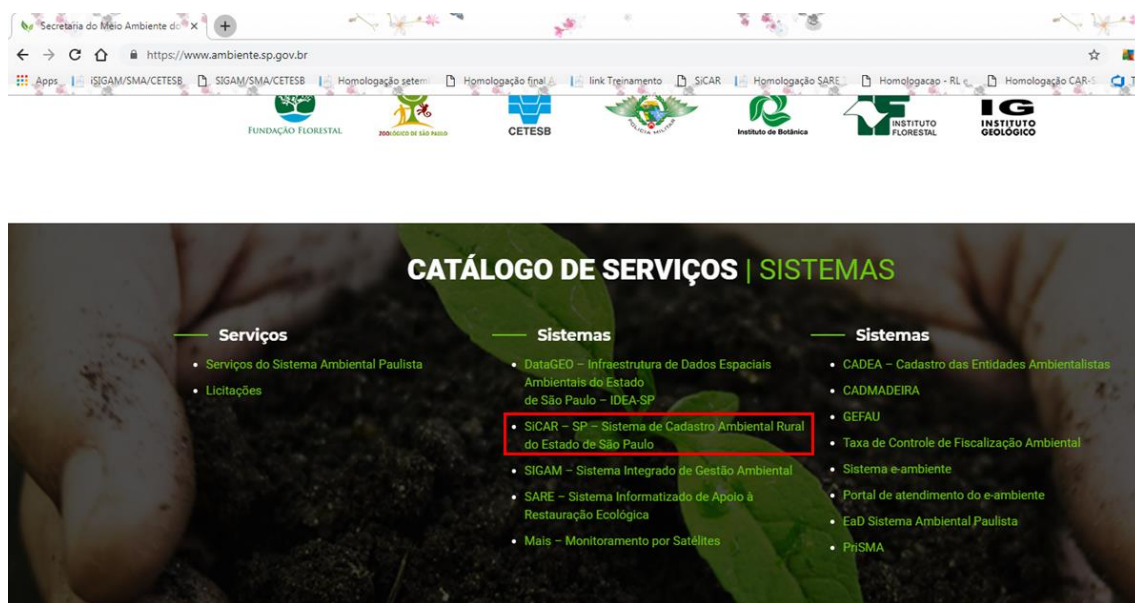 Secretaria do Meio Ambiente do
https://www.ambiente.sp.gov.br
Apps iSIGAM/SMA/CETESB SIGAM/SMA/CETESB Homologação setem Homologação final link Treinamento SiCAR Homologação SARE Homologacao - RL e Homologação CAR-S
FUNDAÇÃO FLORESTAL
ZOOLÓGICO DE SÃO PAULO
CETESB
POLÍCIA MILITAR
Instituto de Botânica
INSTITUTO
FLORESTAL
IG
INSTITUTO
GEOLÓGICO
CATÁLOGO DE SERVIÇOS | SISTEMAS
Serviços
Serviços do Sistema Ambiental Paulista
Licitações
Sistemas
DataGEO – Infraestrutura de Dados Espaciais
Ambientais do Estado
de São Paulo – IDEA-SP
SiCAR – SP – Sistema de Cadastro Ambiental Rural
do Estado de São Paulo
SIGAM – Sistema Integrado de Gestão Ambiental
SARE – Sistema Informatizado de Apoio à
Restauração Ecológica
Mais – Monitoramento por Satélites
Sistemas
CADEA – Cadastro das Entidades Ambientalistas
CADMADEIRA
GEFAU
Taxa de Controle de Fiscalização Ambiental
Sistema e-ambiente
Portal de atendimento do e-ambiente
EaD Sistema Ambiental Paulista
PriSMA